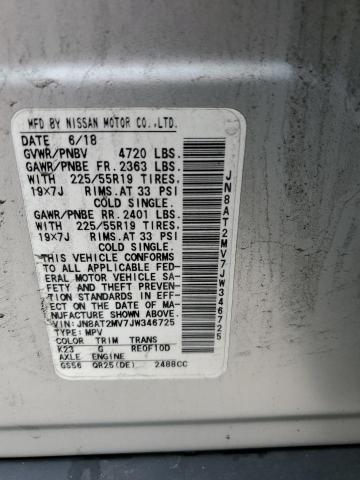 MFD BY NISSAN MOTOR CO.,LTD.
DATE 6/18
GVWR/PNBV 4720 LBS.
GAWR/PNBE FR. 2363 LBS.
WITH 225/55R19 TIRES,
19x7J RIMS.AT 33 PSI
COLD SINGLE.
GAWR/PNBE RR. 2401 LBS.
WITH 225/55R19 TIRES,
19x7J RIMS.AT 33 PSI
COLD SINGLE.
THIS VEHICLE CONFORMS
TO ALL APPLICABLE FED-
ERAL MOTOR VEHICLE SA-
FETY AND THEFT PREVENTION
STANDARDS IN EFFECT
ON THE DATE OF MA-
NUFACTURE SHOWN ABOVE.
VIN: JN8AT2MV7JW346725
TYPE: MPV
COLOR TRIM TRANS
K23 G RE0F10D
AXLE ENGINE
GS56 QR25(DE) 2488CC
JN8AT2MV7JW346725